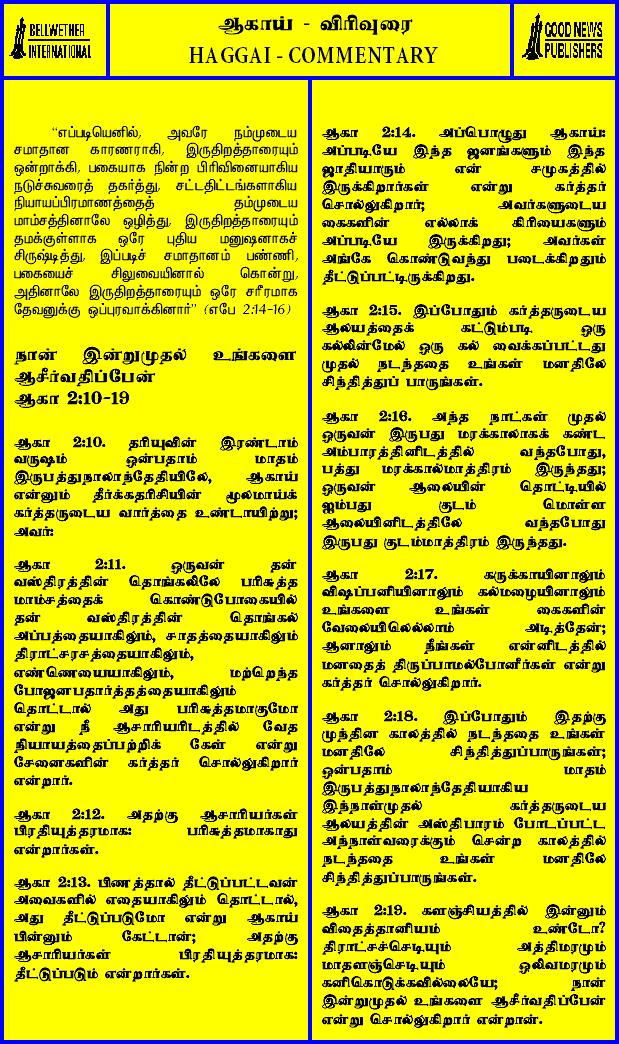 BELLWETHER
INTERNATIONAL
ஆகாய் - விரிவுரை
HAGGAI - COMMENTARY
GOOD NEWS
PUBLISHERS
“எப்படியெனில், அவரே நம்முடைய
சமாதான காரணராகி, இருதிறத்தாரையும்
ஒன்றாக்கி, பகையாக நின்ற பிரிவினையாகிய
நடுச்சுவரைத் தகர்த்து, சட்டதிட்டங்களாகிய
நியாயப்பிரமாணத்தைத் தம்முடைய
மாம்சத்தினாலே ஒழித்து, இருதிறத்தாரையும்
தமக்குள்ளாக ஒரே புதிய மனுஷனாகச்
சிருஷ்டித்து, இப்படிச் சமாதானம் பண்ணி,
பகையைச் சிலுவையினால் கொன்று,
அதினாலே இருதிறத்தாரையும் ஒரே சரீரமாக
தேவனுக்கு ஒப்புரவாக்கினார்” (எபே 2:14-16)
நான் இன்றுமுதல் உங்களை
ஆசீர்வதிப்பேன்
ஆகா 2:10-19
ஆகா 2:10. தரியுவின் இரண்டாம்
வருஷம் ஒன்பதாம் மாதம்
இருபத்துநாலாந்தேதியிலே, ஆகாய்
என்னும் தீர்க்கதரிசியின் மூலமாய்க்
கர்த்தருடைய வார்த்தை உண்டாயிற்று;
அவர்:
ஆகா 2:11. ஒருவன் தன்
வஸ்திரத்தின் தொங்கலிலே பரிசுத்த
மாம்சத்தைக் கொண்டுபோகையில்
தன் வஸ்திரத்தின் தொங்கல்
அப்பத்தையாகிலும், சாதத்தையாகிலும்
திராட்சரசத்தையாகிலும்,
எண்ணெயையாகிலும், மற்றெந்த
போஜனபதார்த்தத்தையாகிலும்
தொட்டால் அது பரிசுத்தமாகுமோ
என்று நீ ஆசாரியரிடத்தில் வேத
நியாயத்தைப்பற்றிக் கேள் என்று
சேனைகளின் கர்த்தர் சொல்லுகிறார்
என்றார்.
ஆகா 2:12. அதற்கு ஆசாரியர்கள்
பிரதியுத்தரமாக: பரிசுத்தமாகாது
என்றார்கள்.
ஆகா 2:13. பிணத்தால் தீட்டுப்பட்டவன்
அவைகளில் எதையாகிலும் தொட்டால்,
அது தீட்டுப்படுமோ என்று ஆகாய்
பின்னும் கேட்டான்; அதற்கு
ஆசாரியர்கள் பிரதியுத்தரமாக:
தீட்டுப்படும் என்றார்கள்.
ஆகா 2:14. அப்பொழுது ஆகாய்:
அப்படியே இந்த ஜனங்களும் இந்த
ஜாதியாரும் என் சமுகத்தில்
இருக்கிறார்கள் என்று கர்த்தர்
சொல்லுகிறார்; அவர்களுடைய
கைகளின் எல்லாக் கிரியைகளும்
அப்படியே இருக்கிறது; அவர்கள்
அங்கே கொண்டுவந்து படைக்கிறதும்
தீட்டுப்பட்டிருக்கிறது.
ஆகா 2:15. இப்போதும் கர்த்தருடைய
ஆலயத்தைக் கட்டும்படி ஒரு
கல்லின்மேல் ஒரு கல் வைக்கப்பட்டது
முதல் நடந்ததை உங்கள் மனதிலே
சிந்தித்துப் பாருங்கள்.
ஆகா 2:16. அந்த நாட்கள் முதல்
ஒருவன் இருபது மரக்காலாகக் கண்ட
அம்பாரத்தினிடத்தில் வந்தபோது,
பத்து மரக்கால்மாத்திரம் இருந்தது;
ஒருவன் ஆலையின் தொட்டியில்
ஐம்பது குடம் மொள்ள
ஆலையினிடத்திலே வந்தபோது
இருபது குடம்மாத்திரம் இருந்தது.
ஆகா 2:17. கருக்காயினாலும்
விஷப்பனியினாலும் கல்மழையினாலும்
உங்களை உங்கள் கைகளின்
வேலையிலெல்லாம் அடித்தேன்;
ஆனாலும் நீங்கள் என்னிடத்தில்
மனதைத் திருப்பாமல்போனீர்கள் என்று
கர்த்தர் சொல்லுகிறார்.
ஆகா 2:18. இப்போதும் இதற்கு
முந்தின காலத்தில் நடந்ததை உங்கள்
மனதிலே சிந்தித்துப்பாருங்கள்;
ஒன்பதாம் மாதம்
இருபத்துநாலாந்தேதியாகிய
இந்நாள்முதல் கர்த்தருடைய
ஆலயத்தின் அஸ்திபாரம் போடப்பட்ட
அந்நாள்வரைக்கும் சென்ற காலத்தில்
நடந்ததை உங்கள் மனதிலே
சிந்தித்துப்பாருங்கள்.
ஆகா 2:19. களஞ்சியத்தில் இன்னும்
விதைத்தானியம் உண்டோ?
திராட்சச்செடியும் அத்திமரமும்
மாதளஞ்செடியும் ஒலிவமரமும்
கனிகொடுக்கவில்லையே; நான்
இன்றுமுதல் உங்களை ஆசீர்வதிப்பேன்
என்று சொல்லுகிறார் என்றான்.